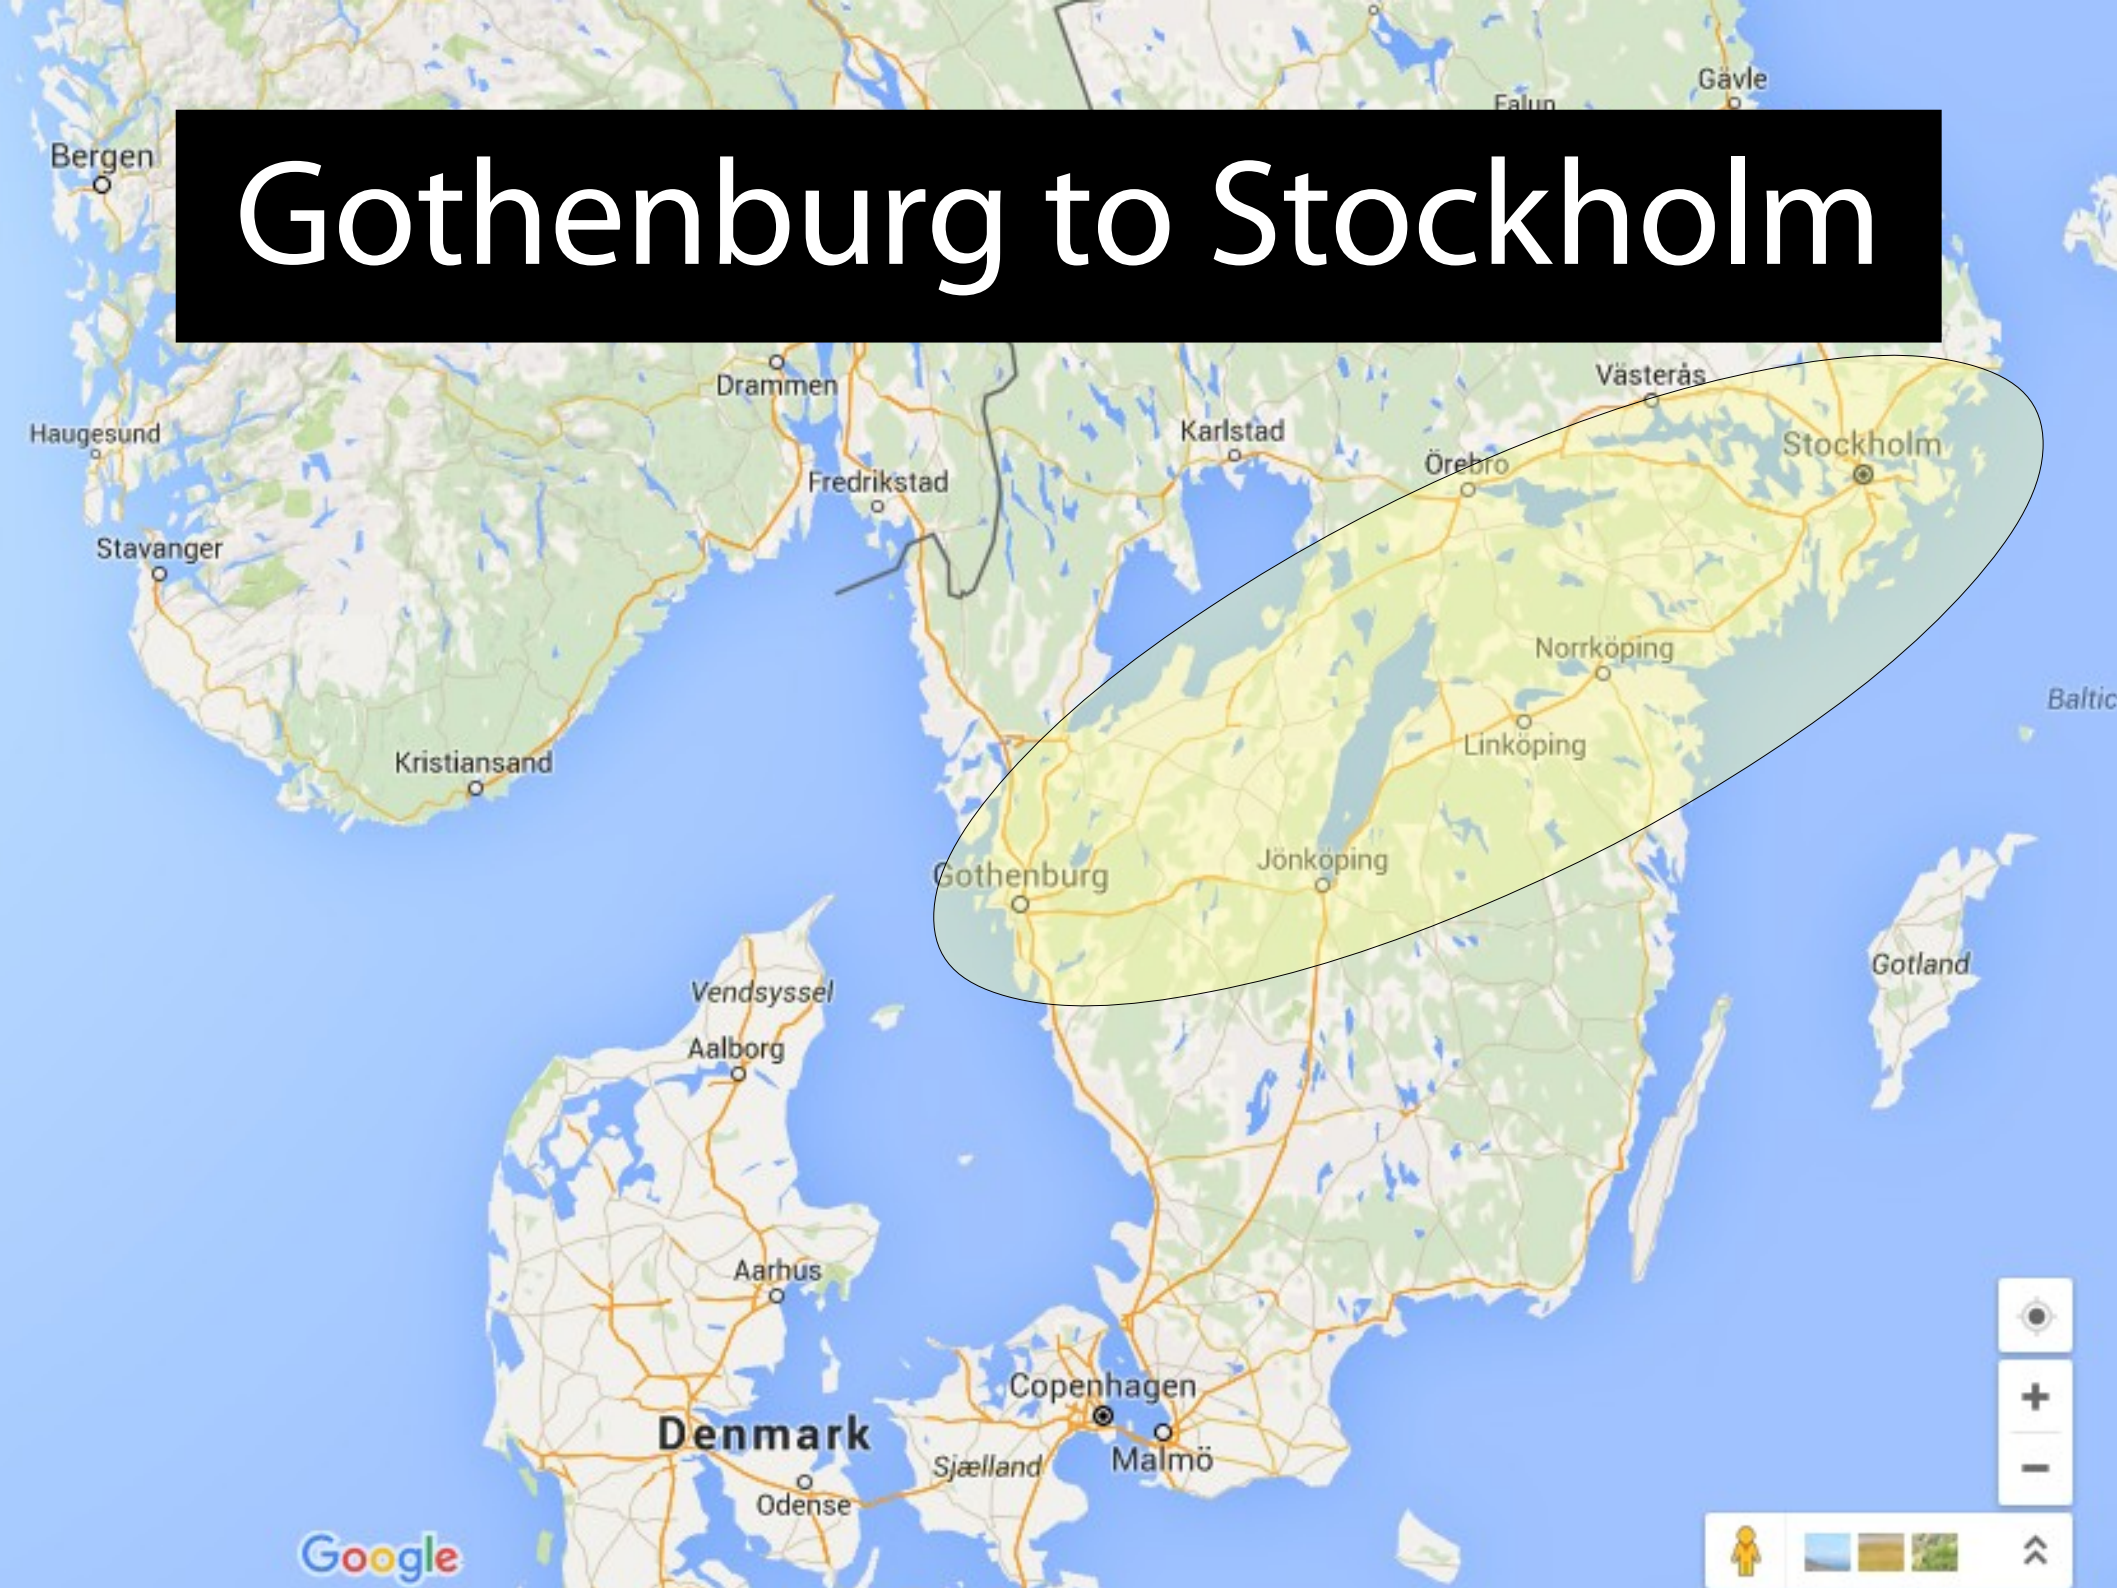 Gävle
Falun
Bergen
Gothenburg to Stockholm
Drammen
Västerås
Haugesund
Karlstad
Stockholm
Örebro
Fredrikstad
Stavanger
Norrköping
Baltic
Linköping
Kristiansand
Jönköping
Gothenburg
Gotland
Vendsyssel
Aalborg
Aarhus
Copenhagen
Denmark
Malmö
Sjælland
Odense
Google